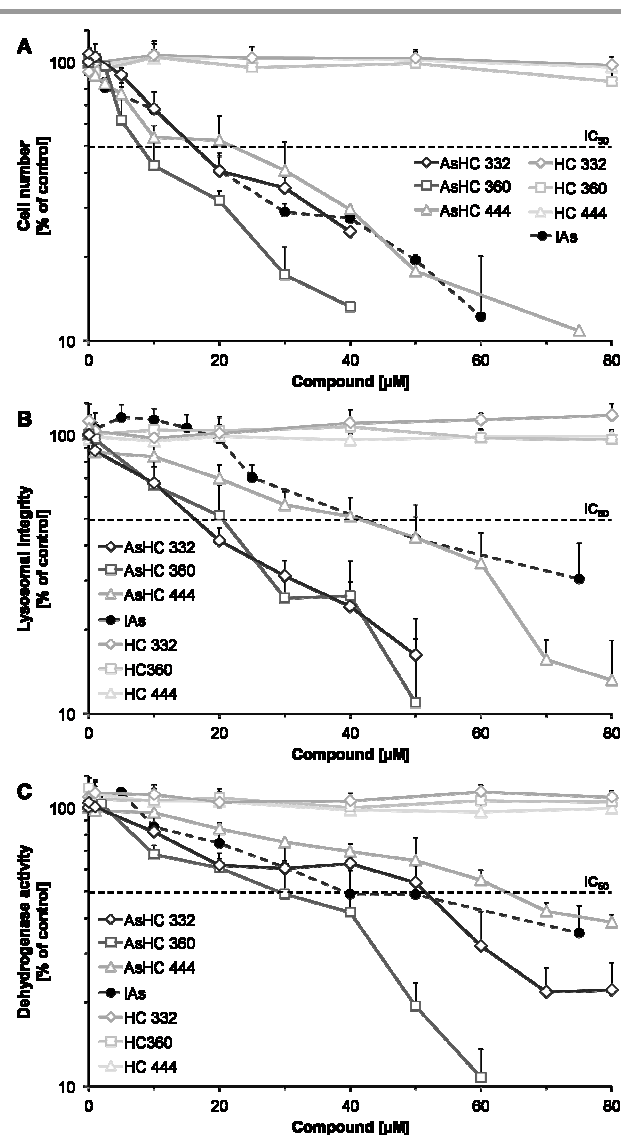 A
100
10
Cell number
[% of control]
IC50
AsHC 332
AsHC 360
AsHC 444
HC 332
HC 360
HC 444
iAs
0 20 40 60 80
Compound [µM]
B
100
10
Lysosomal integrity
[% of control]
IC50
AsHC 332
AsHC 360
AsHC 444
iAs
HC 332
HC360
HC 444
0 20 40 60 80
Compound [µM]
C
100
10
Dehydrogenase activity
[% of control]
IC50
AsHC 332
AsHC 360
AsHC 444
iAs
HC 332
HC360
HC 444
0 20 40 60 80
Compound [µM]